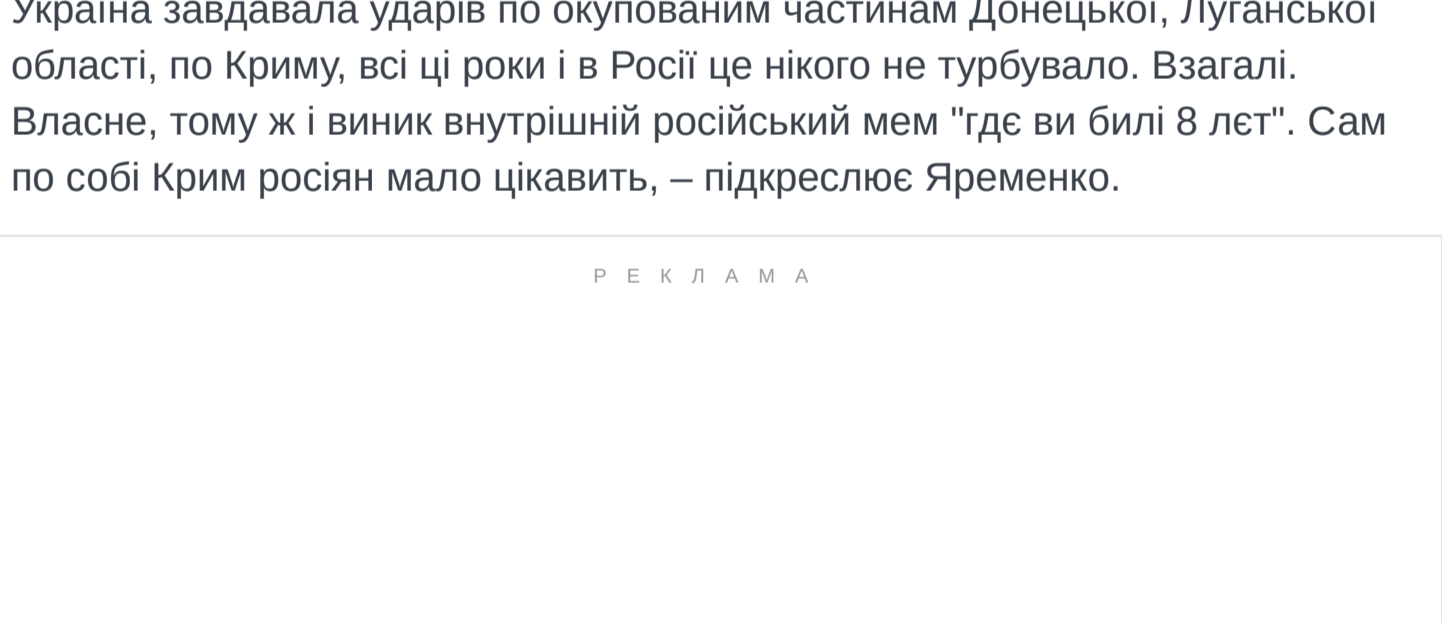 Україна завдавала ударів по окупованим частинам Донецької, Луганської
області, по Криму, всі ці роки і в Росії це нікого не турбувало. Взагалі.
Власне, тому ж і виник внутрішній російський мем "гдє ви билі 8 лєт". Сам
по собі Крим росіян мало цікавить, – підкреслює Яременко.
РЕКЛАМА